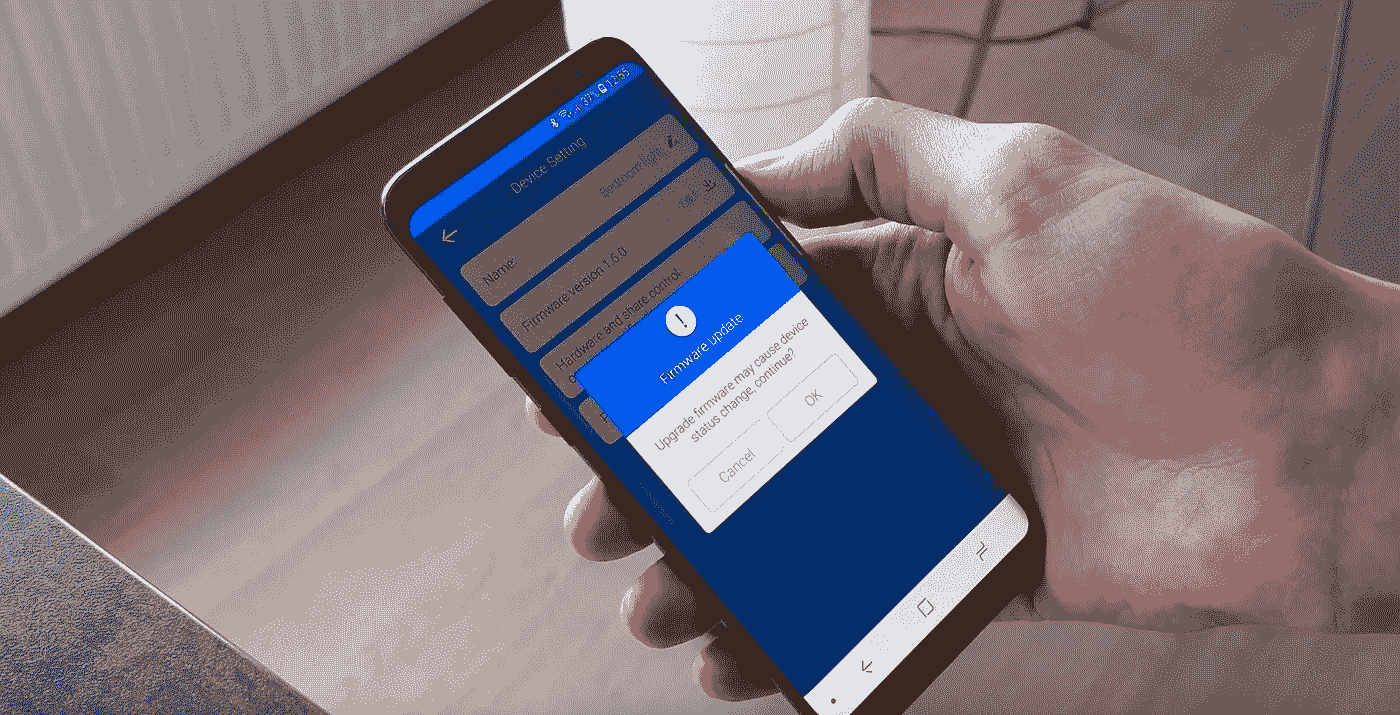 37% 12:55
Device Setting
Name
Bedroom light
Firmware version 1.6.0
Hardware and share control
Firmware update
Upgrade firmware may cause device
status change, continue?
Cancel
OK